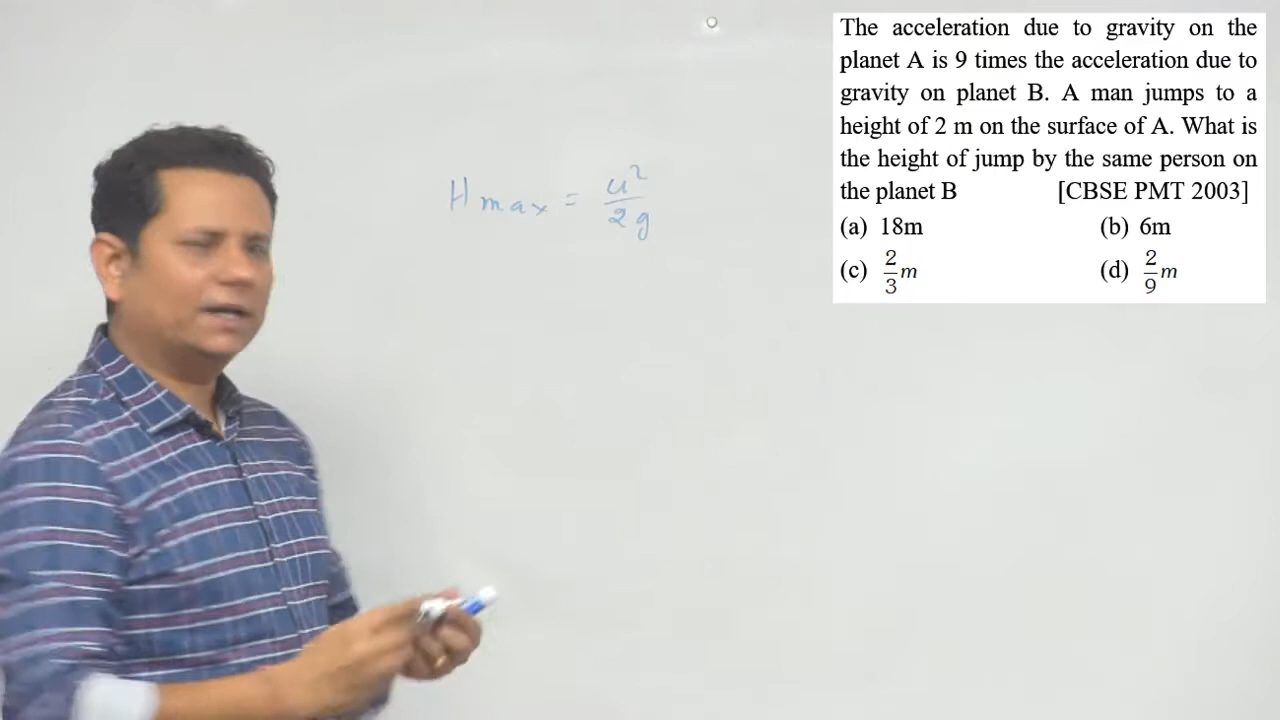 The acceleration due to gravity on the
planet A is 9 times the acceleration due to
gravity on planet B. A man jumps to a
height of 2 m on the surface of A. What is
the height of jump by the same person on
the planet B [CBSE PMT 2003]
(a) 18m (b) 6m
(c) 2/3 m (d) 2/9 m
H max = u²/2g